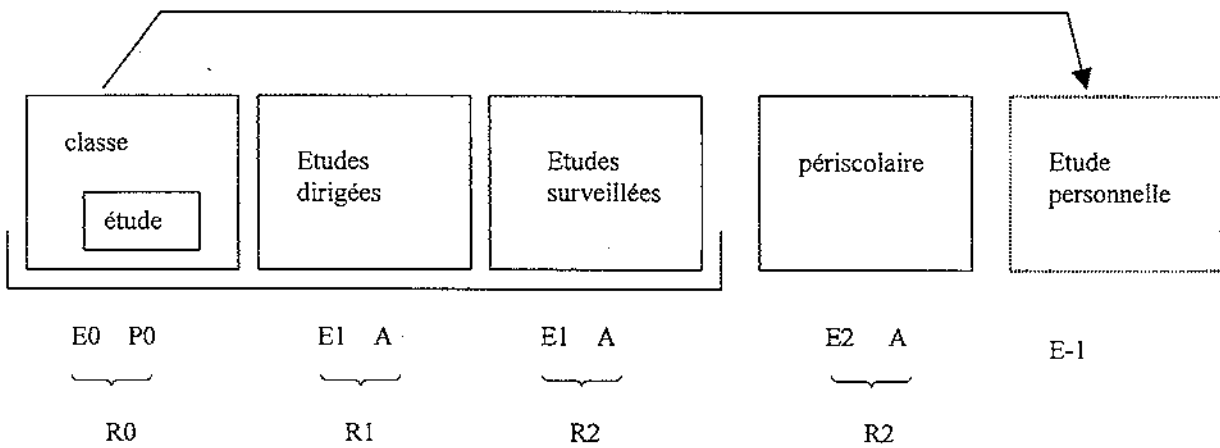 classe
étude
Etudes
dirigées
Etudes
surveillées
périscolaire
Etude
personnelle
E0 P0
E1 A
E1 A
E2 A
E-1
R0
R1
R2
R2